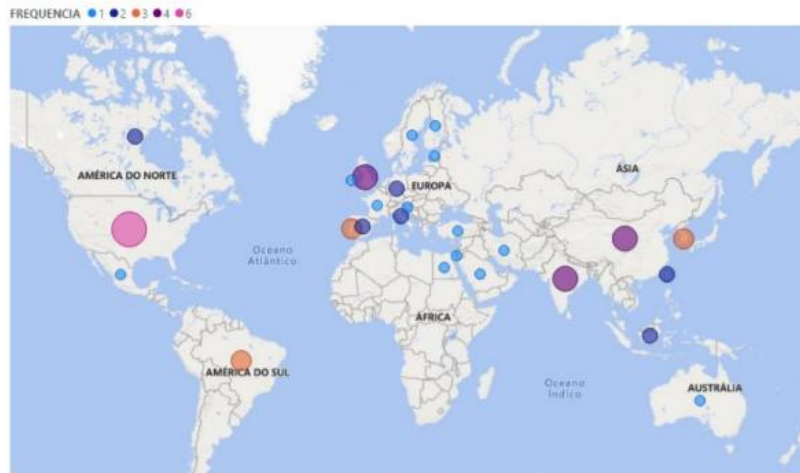 FREQUENCIA 1 2 3 4 6
AMÉRICA DO NORTE
EUROPA
ÁSIA
Oceano
Atlântico
ÁFRICA
AMÉRICA DO SUL
Oceano
Índico
AUSTRÁLIA